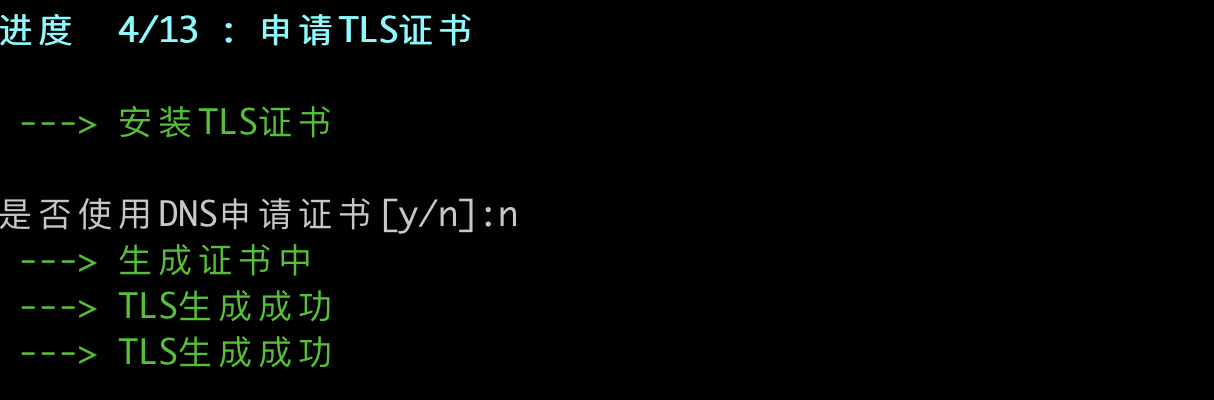 进度  4/13 : 申请TLS证书
---> 安装TLS证书
是否使用DNS申请证书[y/n]:n
---> 生成证书中
---> TLS生成成功
---> TLS生成成功